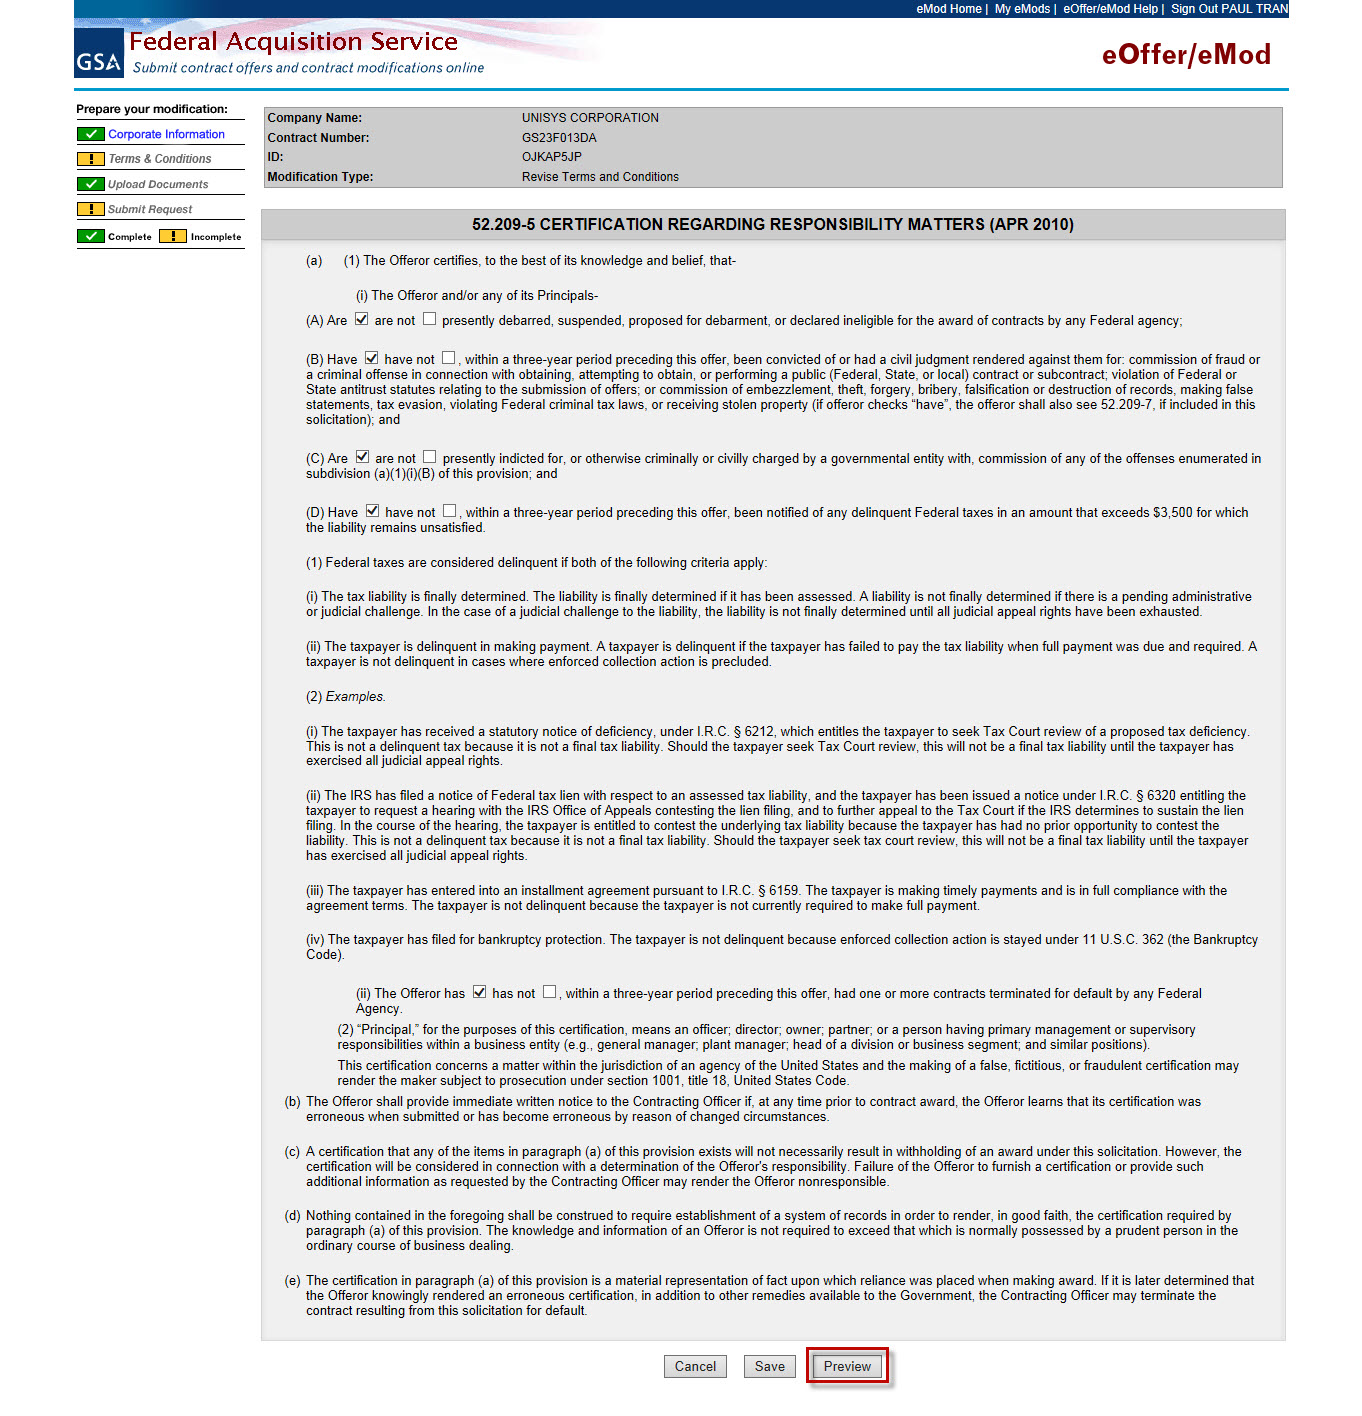 eMod Home | My eMods | eOffer/eMod Help | Sign Out PAUL TRAN
GSA
Federal Acquisition Service
Submit contract offers and contract modifications online
eOffer/eMod
Prepare your modification:
Corporate Information
! Terms & Conditions
Upload Documents
! Submit Request
Complete ! Incomplete
Company Name: UNISYS CORPORATION
Contract Number: GS23F013DA
ID: OJKAP5JP
Modification Type: Revise Terms and Conditions
52.209-5 CERTIFICATION REGARDING RESPONSIBILITY MATTERS (APR 2010)
(a) (1) The Offeror certifies, to the best of its knowledge and belief, that-
(i) The Offeror and/or any of its Principals-
(A) Are are not presently debarred, suspended, proposed for debarment, or declared ineligible for the award of contracts by any Federal agency;
(B) Have have not , within a three-year period preceding this offer, been convicted of or had a civil judgment rendered against them for: commission of fraud or
a criminal offense in connection with obtaining, attempting to obtain, or performing a public (Federal, State, or local) contract or subcontract; violation of Federal or
State antitrust statutes relating to the submission of offers; or commission of embezzlement, theft, forgery, bribery, falsification or destruction of records, making false
statements, tax evasion, violating Federal criminal tax laws, or receiving stolen property (if offeror checks “have”, the offeror shall also see 52.209-7, if included in this
solicitation); and
(C) Are are not presently indicted for, or otherwise criminally or civilly charged by a governmental entity with, commission of any of the offenses enumerated in
subdivision (a)(1)(i)(B) of this provision; and
(D) Have have not , within a three-year period preceding this offer, been notified of any delinquent Federal taxes in an amount that exceeds $3,500 for which
the liability remains unsatisfied.
(1) Federal taxes are considered delinquent if both of the following criteria apply:
(i) The tax liability is finally determined. The liability is finally determined if it has been assessed. A liability is not finally determined if there is a pending administrative
or judicial challenge. In the case of a judicial challenge to the liability, the liability is not finally determined until all judicial appeal rights have been exhausted.
(ii) The taxpayer is delinquent in making payment. A taxpayer is delinquent if the taxpayer has failed to pay the tax liability when full payment was due and required. A
taxpayer is not delinquent in cases where enforced collection action is precluded.
(2) Examples.
(i) The taxpayer has received a statutory notice of deficiency, under I.R.C. § 6212, which entitles the taxpayer to seek Tax Court review of a proposed tax deficiency.
This is not a delinquent tax because it is not a final tax liability. Should the taxpayer seek Tax Court review, this will not be a final tax liability until the taxpayer has
exercised all judicial appeal rights.
(ii) The IRS has filed a notice of Federal tax lien with respect to an assessed tax liability, and the taxpayer has been issued a notice under I.R.C. § 6320 entitling the
taxpayer to request a hearing with the IRS Office of Appeals contesting the lien filing, and to further appeal to the Tax Court if the IRS determines to sustain the lien
filing. In the course of the hearing, the taxpayer is entitled to contest the underlying tax liability because the taxpayer has had no prior opportunity to contest the
liability. This is not a delinquent tax because it is not a final tax liability. Should the taxpayer seek tax court review, this will not be a final tax liability until the taxpayer
has exercised all judicial appeal rights.
(iii) The taxpayer has entered into an installment agreement pursuant to I.R.C. § 6159. The taxpayer is making timely payments and is in full compliance with the
agreement terms. The taxpayer is not delinquent because the taxpayer is not currently required to make full payment.
(iv) The taxpayer has filed for bankruptcy protection. The taxpayer is not delinquent because enforced collection action is stayed under 11 U.S.C. 362 (the Bankruptcy
Code).
(ii) The Offeror has has not , within a three-year period preceding this offer, had one or more contracts terminated for default by any Federal
Agency.
(2) “Principal,” for the purposes of this certification, means an officer; director; owner; partner; or a person having primary management or supervisory
responsibilities within a business entity (e.g., general manager; plant manager; head of a division or business segment; and similar positions).
This certification concerns a matter within the jurisdiction of an agency of the United States and the making of a false, fictitious, or fraudulent certification may
render the maker subject to prosecution under section 1001, title 18, United States Code.
(b) The Offeror shall provide immediate written notice to the Contracting Officer if, at any time prior to contract award, the Offeror learns that its certification was
erroneous when submitted or has become erroneous by reason of changed circumstances.
(c) A certification that any of the items in paragraph (a) of this provision exists will not necessarily result in withholding of an award under this solicitation. However, the
certification will be considered in connection with a determination of the Offeror's responsibility. Failure of the Offeror to furnish a certification or provide such
additional information as requested by the Contracting Officer may render the Offeror nonresponsible.
(d) Nothing contained in the foregoing shall be construed to require establishment of a system of records in order to render, in good faith, the certification required by
paragraph (a) of this provision. The knowledge and information of an Offeror is not required to exceed that which is normally possessed by a prudent person in the
ordinary course of business dealing.
(e) The certification in paragraph (a) of this provision is a material representation of fact upon which reliance was placed when making award. If it is later determined that
the Offeror knowingly rendered an erroneous certification, in addition to other remedies available to the Government, the Contracting Officer may terminate the
contract resulting from this solicitation for default.
Cancel Save Preview